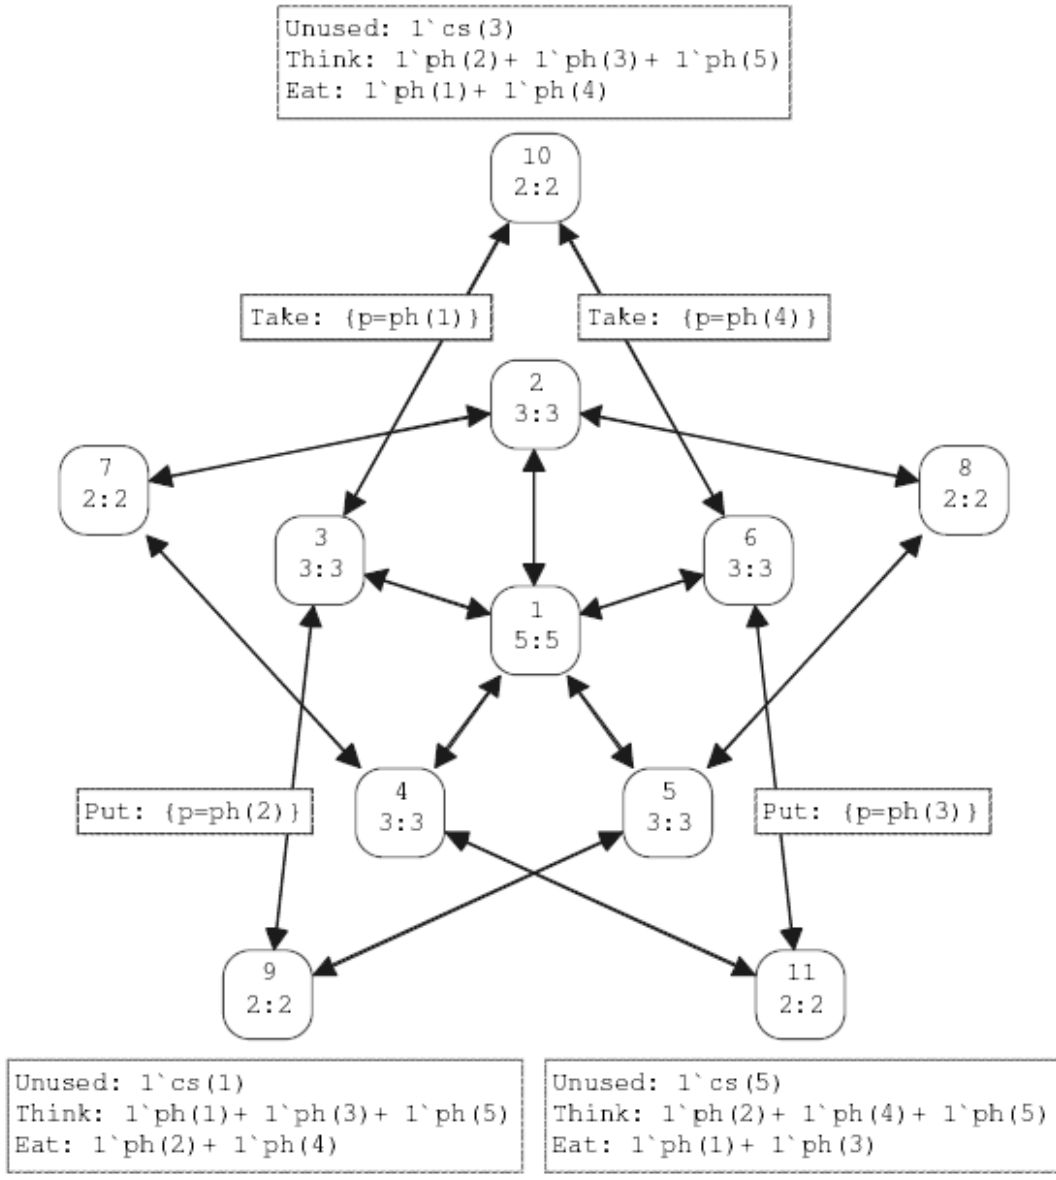 Unused: 1`cs(3)
Think: 1`ph(2)+ 1`ph(3)+ 1`ph(5)
Eat: 1`ph(1)+ 1`ph(4)
10
2:2
Take: {p=ph(1)}
Take: {p=ph(4)}
2
3:3
7
2:2
8
2:2
3
3:3
6
3:3
1
5:5
4
3:3
5
3:3
Put: {p=ph(2)}
Put: {p=ph(3)}
9
2:2
11
2:2
Unused: 1`cs(1)
Think: 1`ph(1)+ 1`ph(3)+ 1`ph(5)
Eat: 1`ph(2)+ 1`ph(4)
Unused: 1`cs(5)
Think: 1`ph(2)+ 1`ph(4)+ 1`ph(5)
Eat: 1`ph(1)+ 1`ph(3)